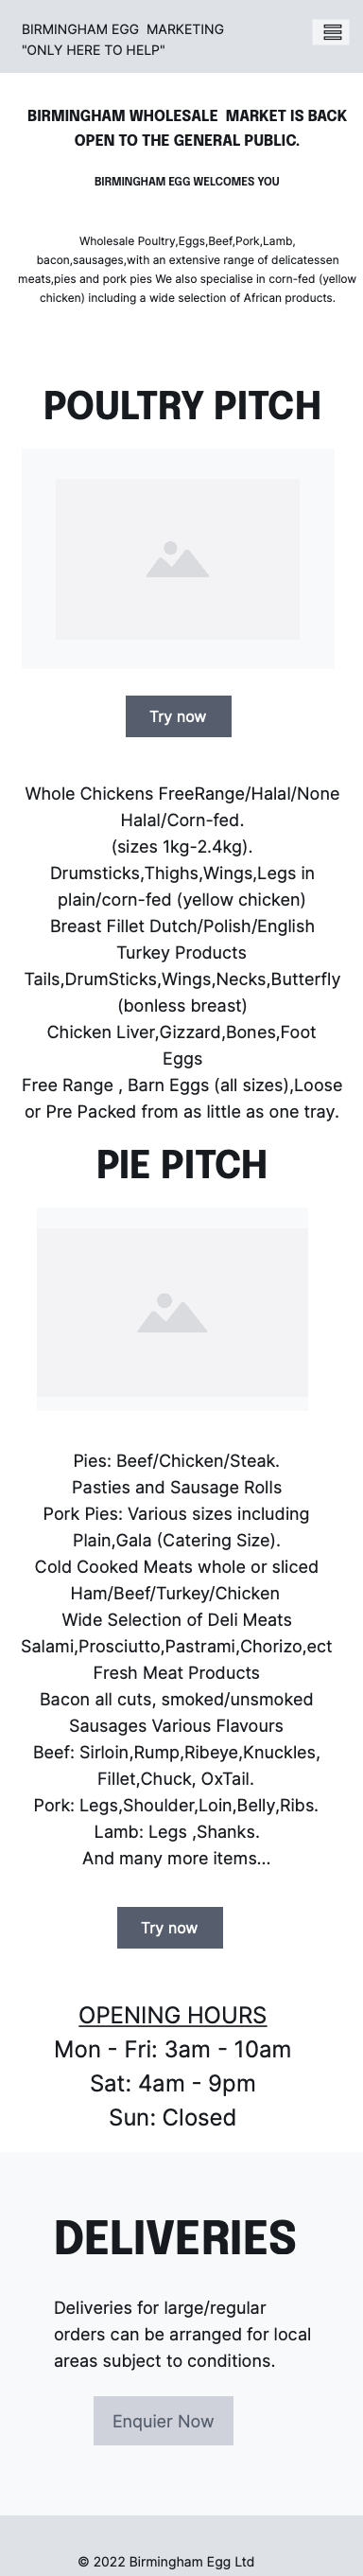 BIRMINGHAM EGG  MARKETING
"ONLY HERE TO HELP"
BIRMINGHAM WHOLESALE  MARKET IS BACK
OPEN TO THE GENERAL PUBLIC.
BIRMINGHAM EGG WELCOMES YOU
Wholesale Poultry,Eggs,Beef,Pork,Lamb,
bacon,sausages,with an extensive range of delicatessen
meats,pies and pork pies We also specialise in corn-fed (yellow
chicken) including a wide selection of African products.
POULTRY PITCH
Try now
Whole Chickens FreeRange/Halal/None
Halal/Corn-fed.
(sizes 1kg-2.4kg).
Drumsticks,Thighs,Wings,Legs in
plain/corn-fed (yellow chicken)
Breast Fillet Dutch/Polish/English
Turkey Products
Tails,DrumSticks,Wings,Necks,Butterfly
(bonless breast)
Chicken Liver,Gizzard,Bones,Foot
Eggs
Free Range , Barn Eggs (all sizes),Loose
or Pre Packed from as little as one tray.
PIE PITCH
Pies: Beef/Chicken/Steak.
Pasties and Sausage Rolls
Pork Pies: Various sizes including
Plain,Gala (Catering Size).
Cold Cooked Meats whole or sliced
Ham/Beef/Turkey/Chicken
Wide Selection of Deli Meats
Salami,Prosciutto,Pastrami,Chorizo,ect
Fresh Meat Products
Bacon all cuts, smoked/unsmoked
Sausages Various Flavours
Beef: Sirloin,Rump,Ribeye,Knuckles,
Fillet,Chuck, OxTail.
Pork: Legs,Shoulder,Loin,Belly,Ribs.
Lamb: Legs ,Shanks.
And many more items...
Try now
OPENING HOURS
Mon - Fri: 3am - 10am
Sat: 4am - 9pm
Sun: Closed
DELIVERIES
Deliveries for large/regular
orders can be arranged for local
areas subject to conditions.
Enquier Now
© 2022 Birmingham Egg Ltd